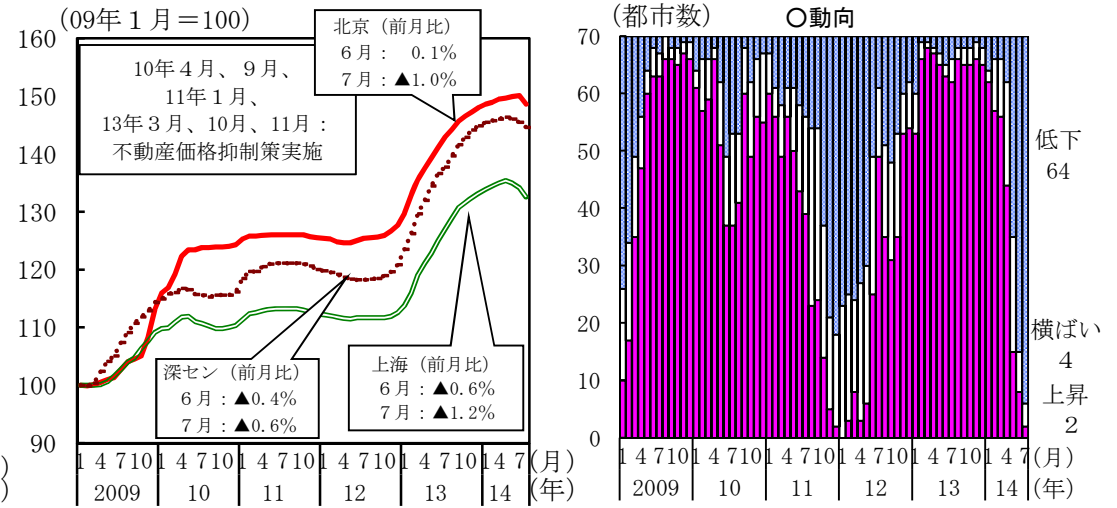 (09年１月＝100)
160
150
140
130
120
110
100
90
10年４月、９月、
11年１月、
13年３月、10月、11月：
不動産価格抑制策実施
北京（前月比）
６月： 0.1%
７月：▲1.0%
深セン（前月比）
６月：▲0.4%
７月：▲0.6%
上海（前月比）
６月：▲0.6%
７月：▲1.2%
1 4 7 10 1 4 7 10 1 4 7 10 1 4 7 10 1 4 7 10 1 4 7 (月)
2009 10 11 12 13 14 (年)
)
)
(都市数)
○動向
70
60
50
40
30
20
10
0
低下
64
横ばい
4
上昇
2
1 4 7 10 1 4 7 10 1 4 7 10 1 4 7 10 1 4 7 10 1 4 7 (月)
2009 10 11 12 13 14 (年)